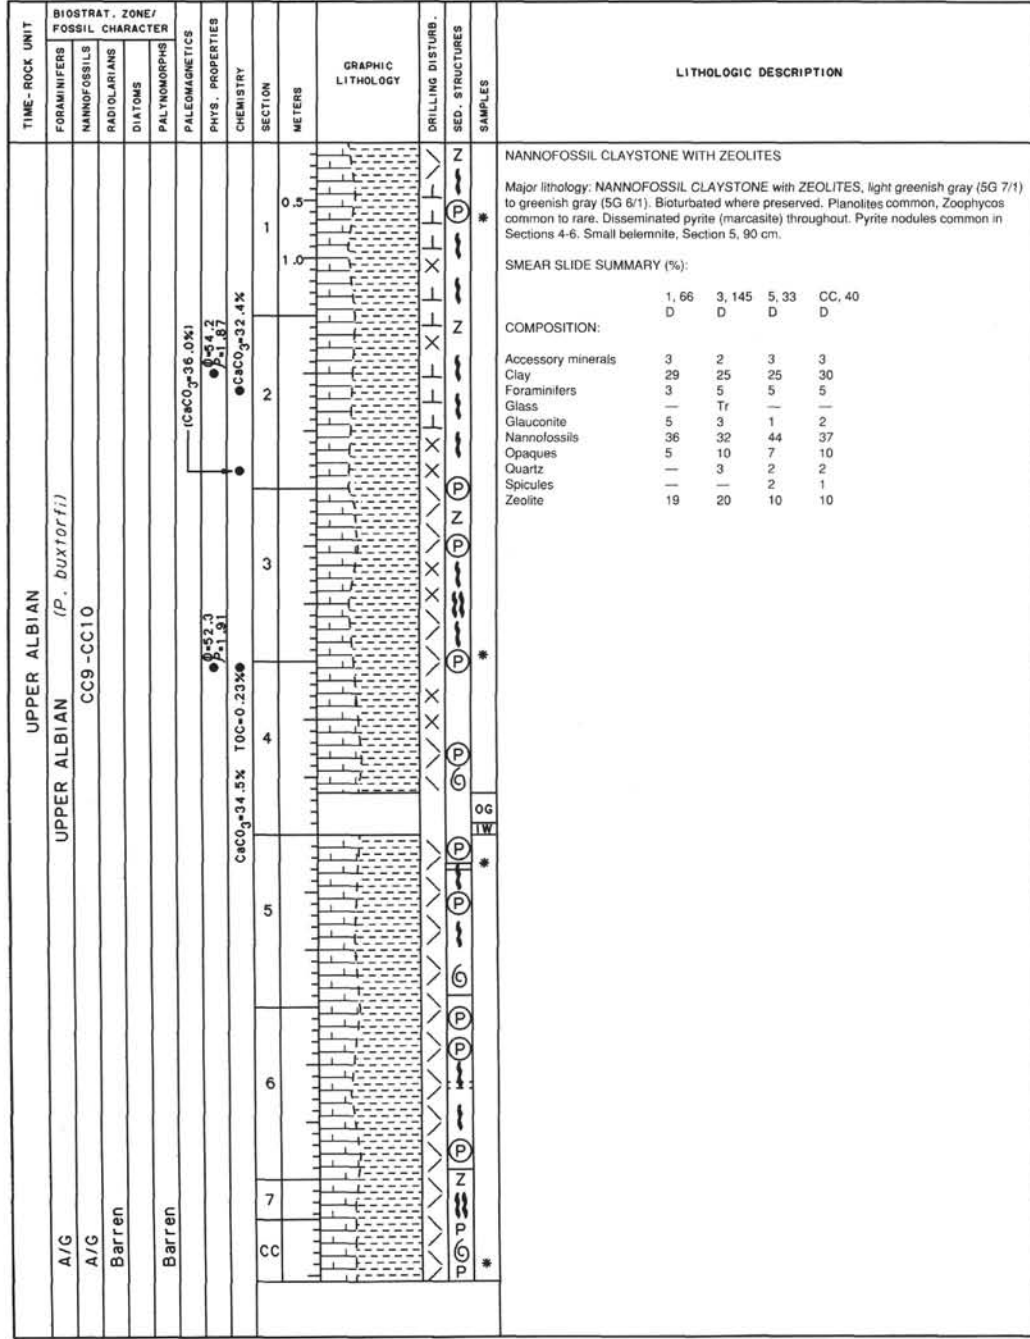 TIME-ROCK UNIT
BIOSTRAT. ZONE/
FOSSIL CHARACTER
FORAMINIFERS
NANNOFOSSILS
RADIOLARIANS
DIATOMS
PALYNOMORPHS
PALEOMAGNETICS
PHYS. PROPERTIES
CHEMISTRY
SECTION
METERS
GRAPHIC
LITHOLOGY
DRILLING DISTURB.
SED. STRUCTURES
SAMPLES
LITHOLOGIC DESCRIPTION
UPPER ALBIAN
UPPER ALBIAN (P. buxtorfi)
A/G
CC9-CC10
A/G
Barren
Barren
(CaCO₃=36.0%)
Φ=54.2
ρ=1.87
Φ=52.3
ρ=1.91
CaCO₃=32.4%
CaCO₃=34.5% TOC=0.23%
1
2
3
4
5
6
7
CC
0.5
1.0
Z
P
Z
P
Z
P
P
P
P
P
P
P
P
Z
P
P
*
*
OG
IW
*
*
NANNOFOSSIL CLAYSTONE WITH ZEOLITES
Major lithology: NANNOFOSSIL CLAYSTONE with ZEOLITES, light greenish gray (5G 7/1)
to greenish gray (5G 6/1). Bioturbated where preserved. Planolites common, Zoophycos
common to rare. Disseminated pyrite (marcasite) throughout. Pyrite nodules common in
Sections 4-6. Small belemnite, Section 5, 90 cm.
SMEAR SLIDE SUMMARY (%):
1, 66 3, 145 5, 33 CC, 40
D D D D
COMPOSITION:
Accessory minerals 3 2 3 3
Clay 29 25 25 30
Foraminifers 3 5 5 5
Glass — Tr — —
Glauconite 5 3 1 2
Nannofossils 36 32 44 37
Opaques 5 10 7 10
Quartz — 3 2 2
Spicules — — 2 1
Zeolite 19 20 10 10